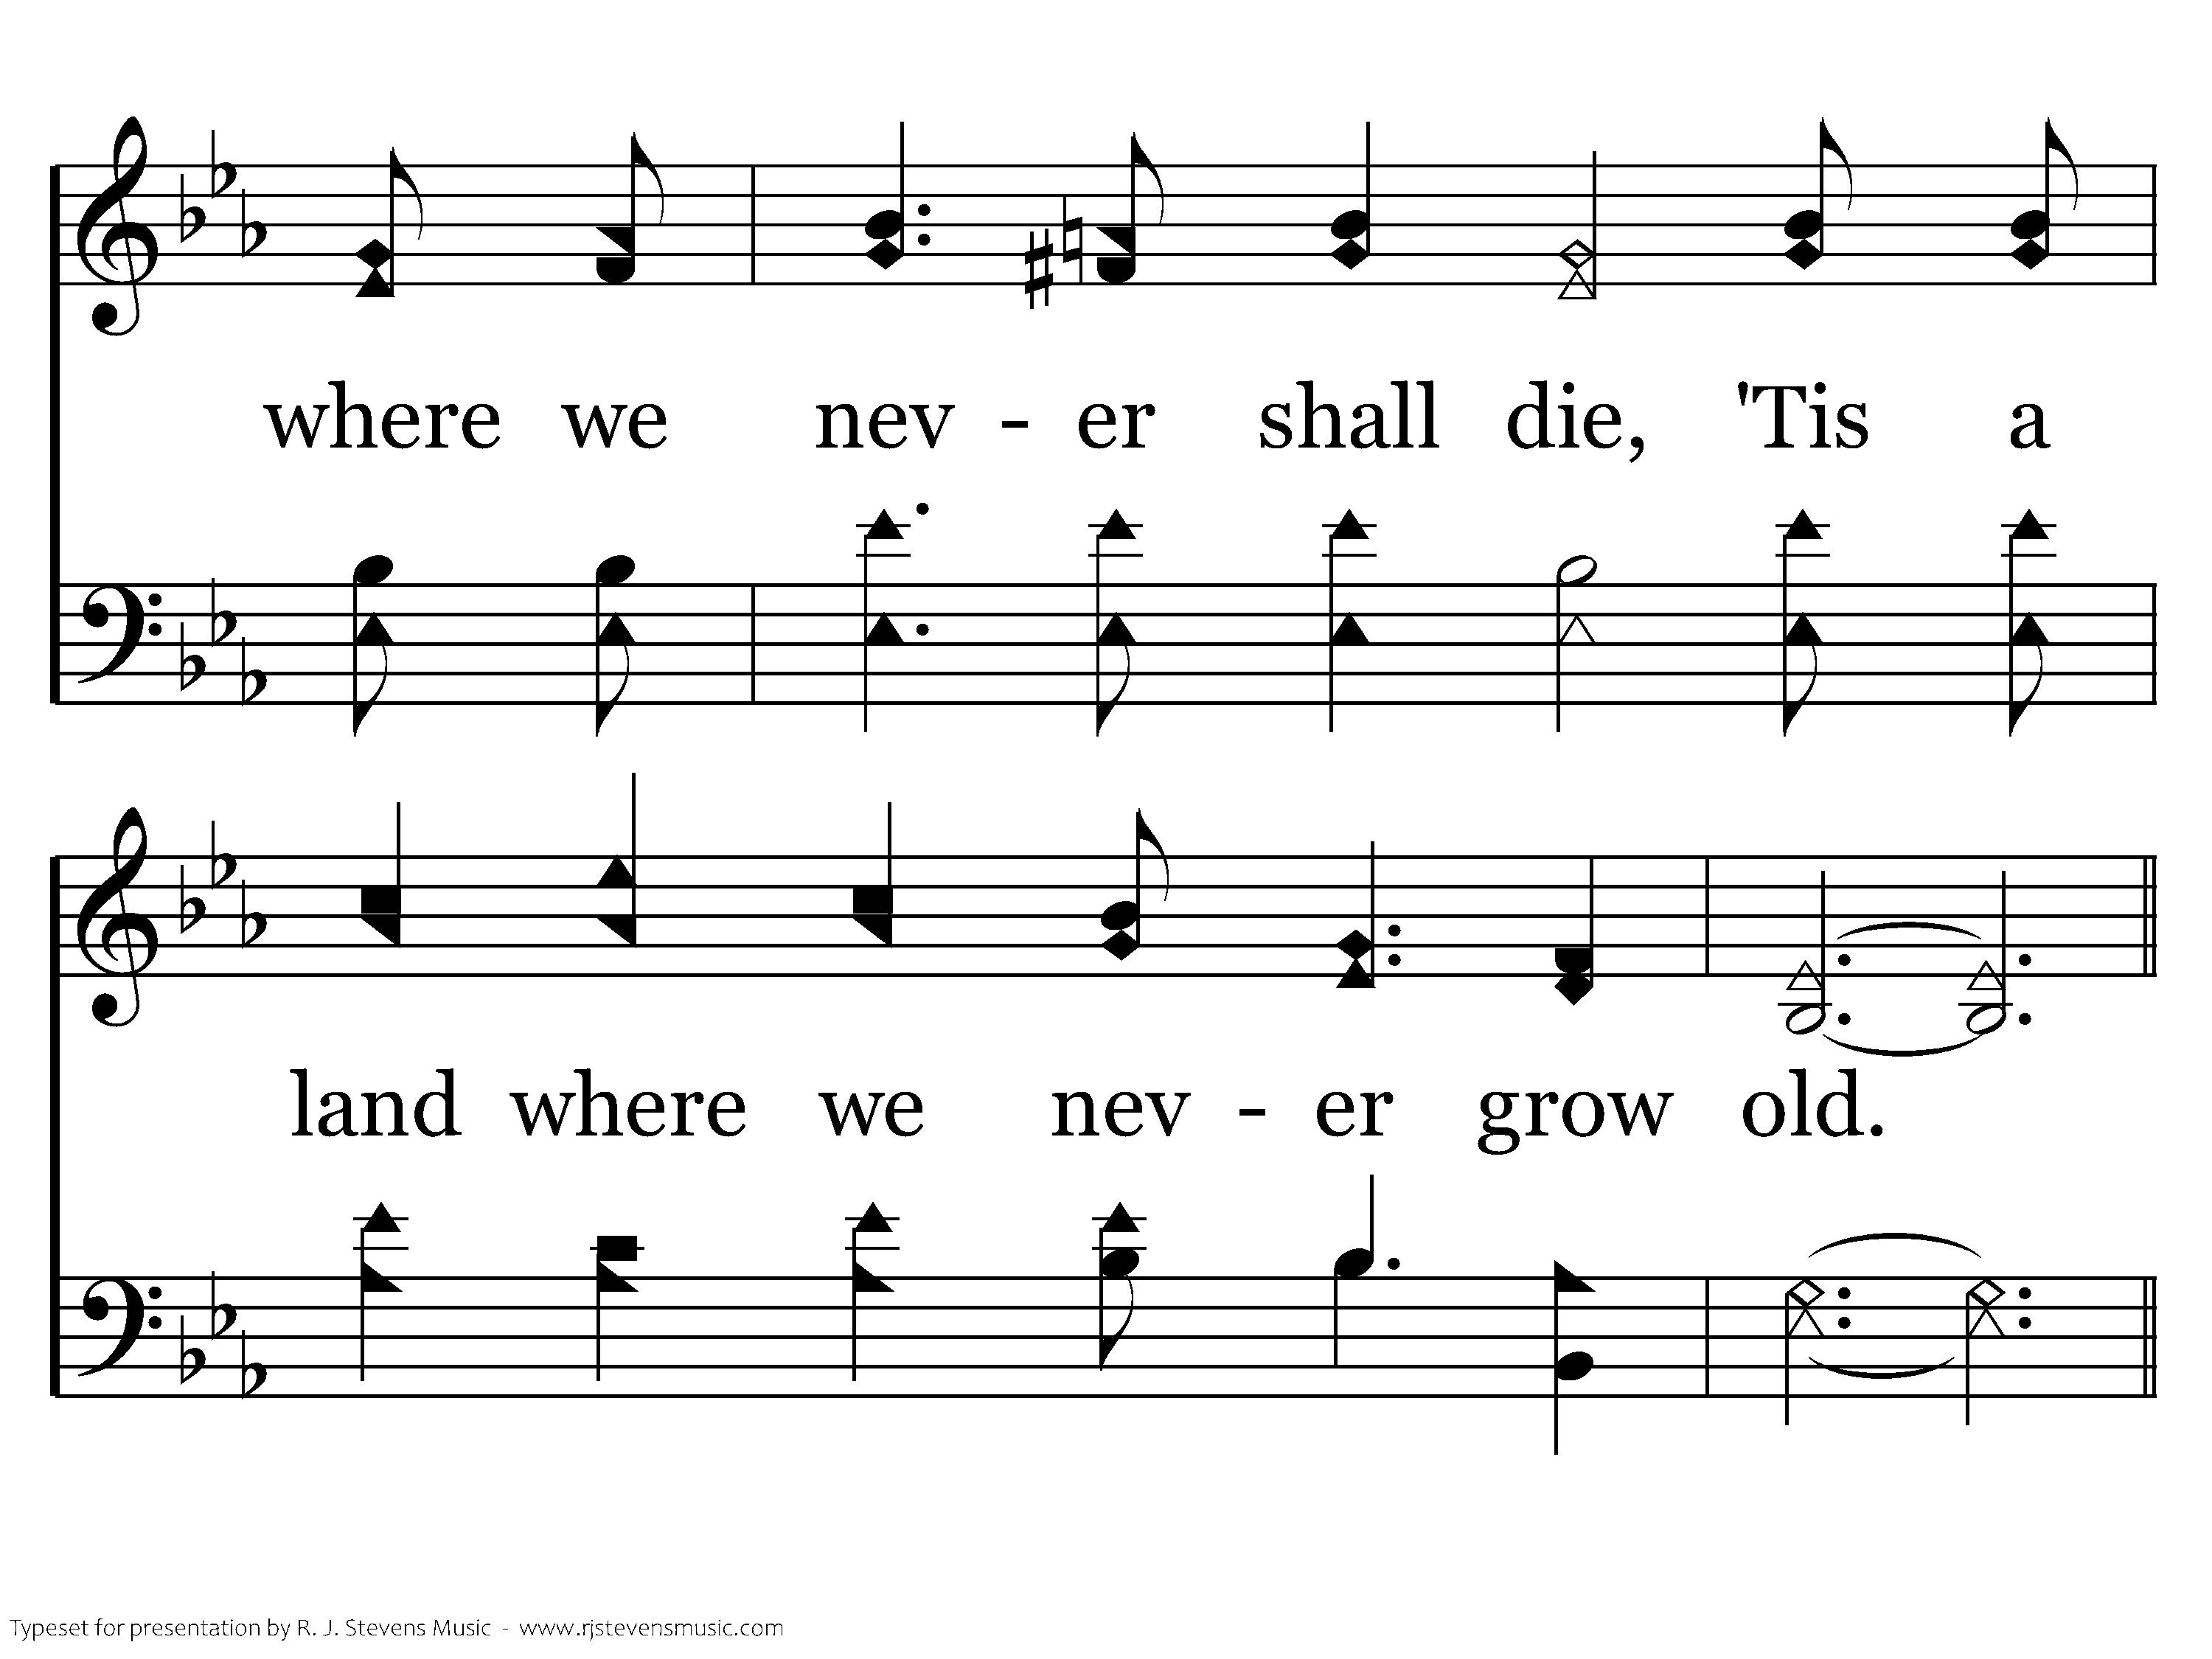 where we nev - er shall die, 'Tis a
land where we nev - er grow old.
Typeset for presentation by R. J. Stevens Music - www.rjstevensmusic.com